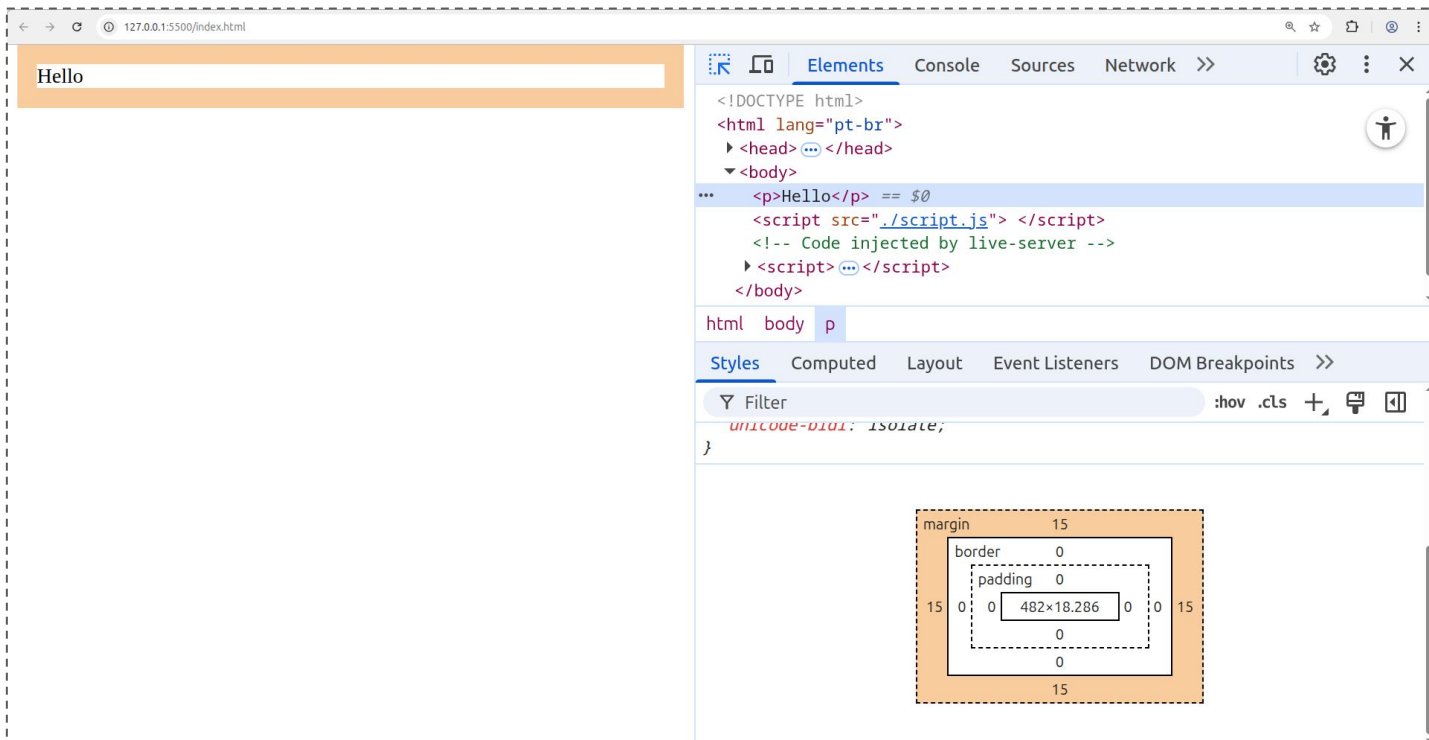 127.0.0.1:5500/index.html
Hello
Elements Console Sources Network
<!DOCTYPE html>
<html lang="pt-br">
<head> </head>
<body>
<p>Hello</p> == $0
<script src="./script.js"> </script>
<!-- Code injected by live-server -->
<script> </script>
</body>
html body p
Styles Computed Layout Event Listeners DOM Breakpoints
Filter :hov .cls
unicode-bidi: isolate;
}
margin 15
border 0
padding 0
15 0 0 482×18.286 0 0 15
0
0
15